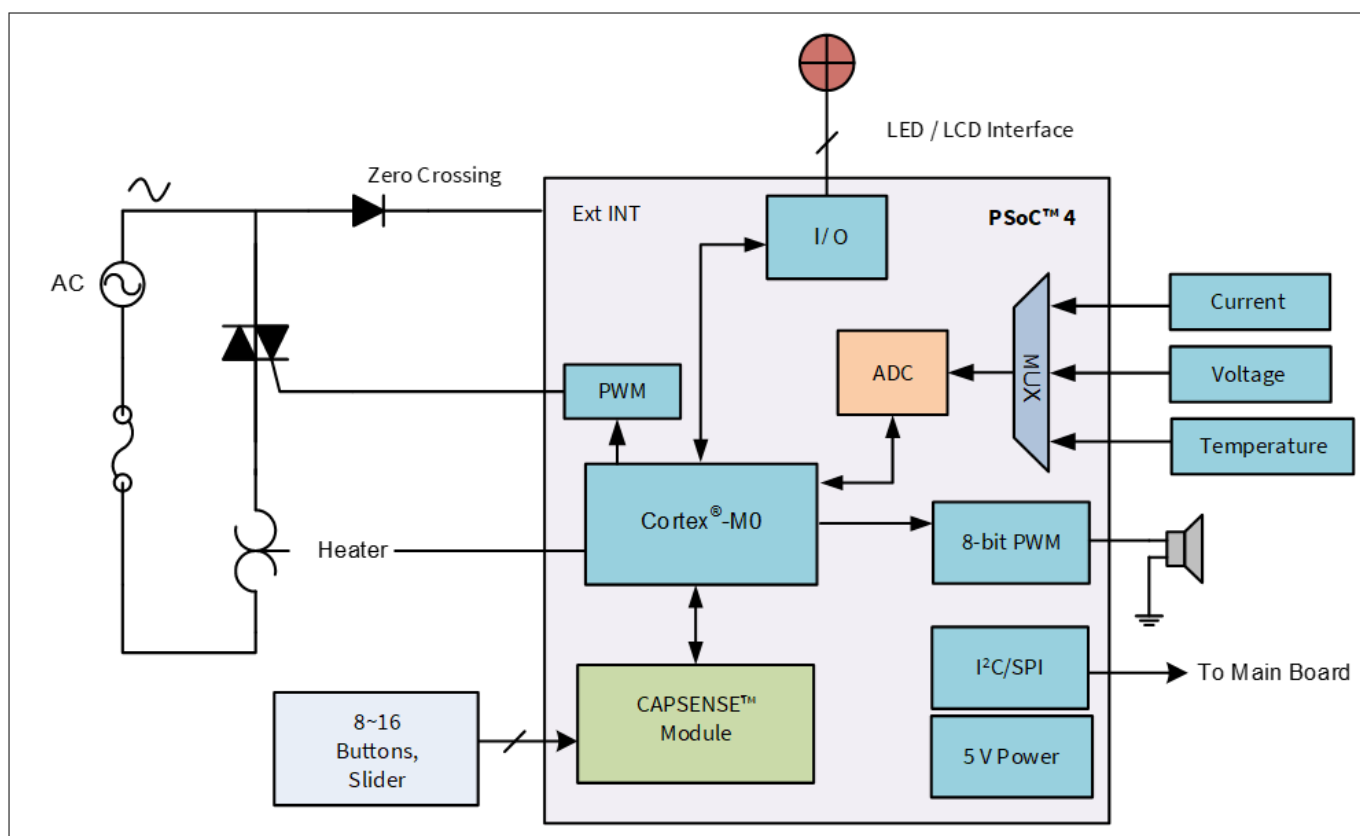 LED / LCD Interface
Zero Crossing
Ext INT
I/O
PSoC™ 4
AC
Current
MUX
ADC
Voltage
PWM
Temperature
Cortex®-M0
8-bit PWM
Heater
I²C/SPI
To Main Board
CAPSENSE™
Module
8~16
Buttons,
Slider
5 V Power